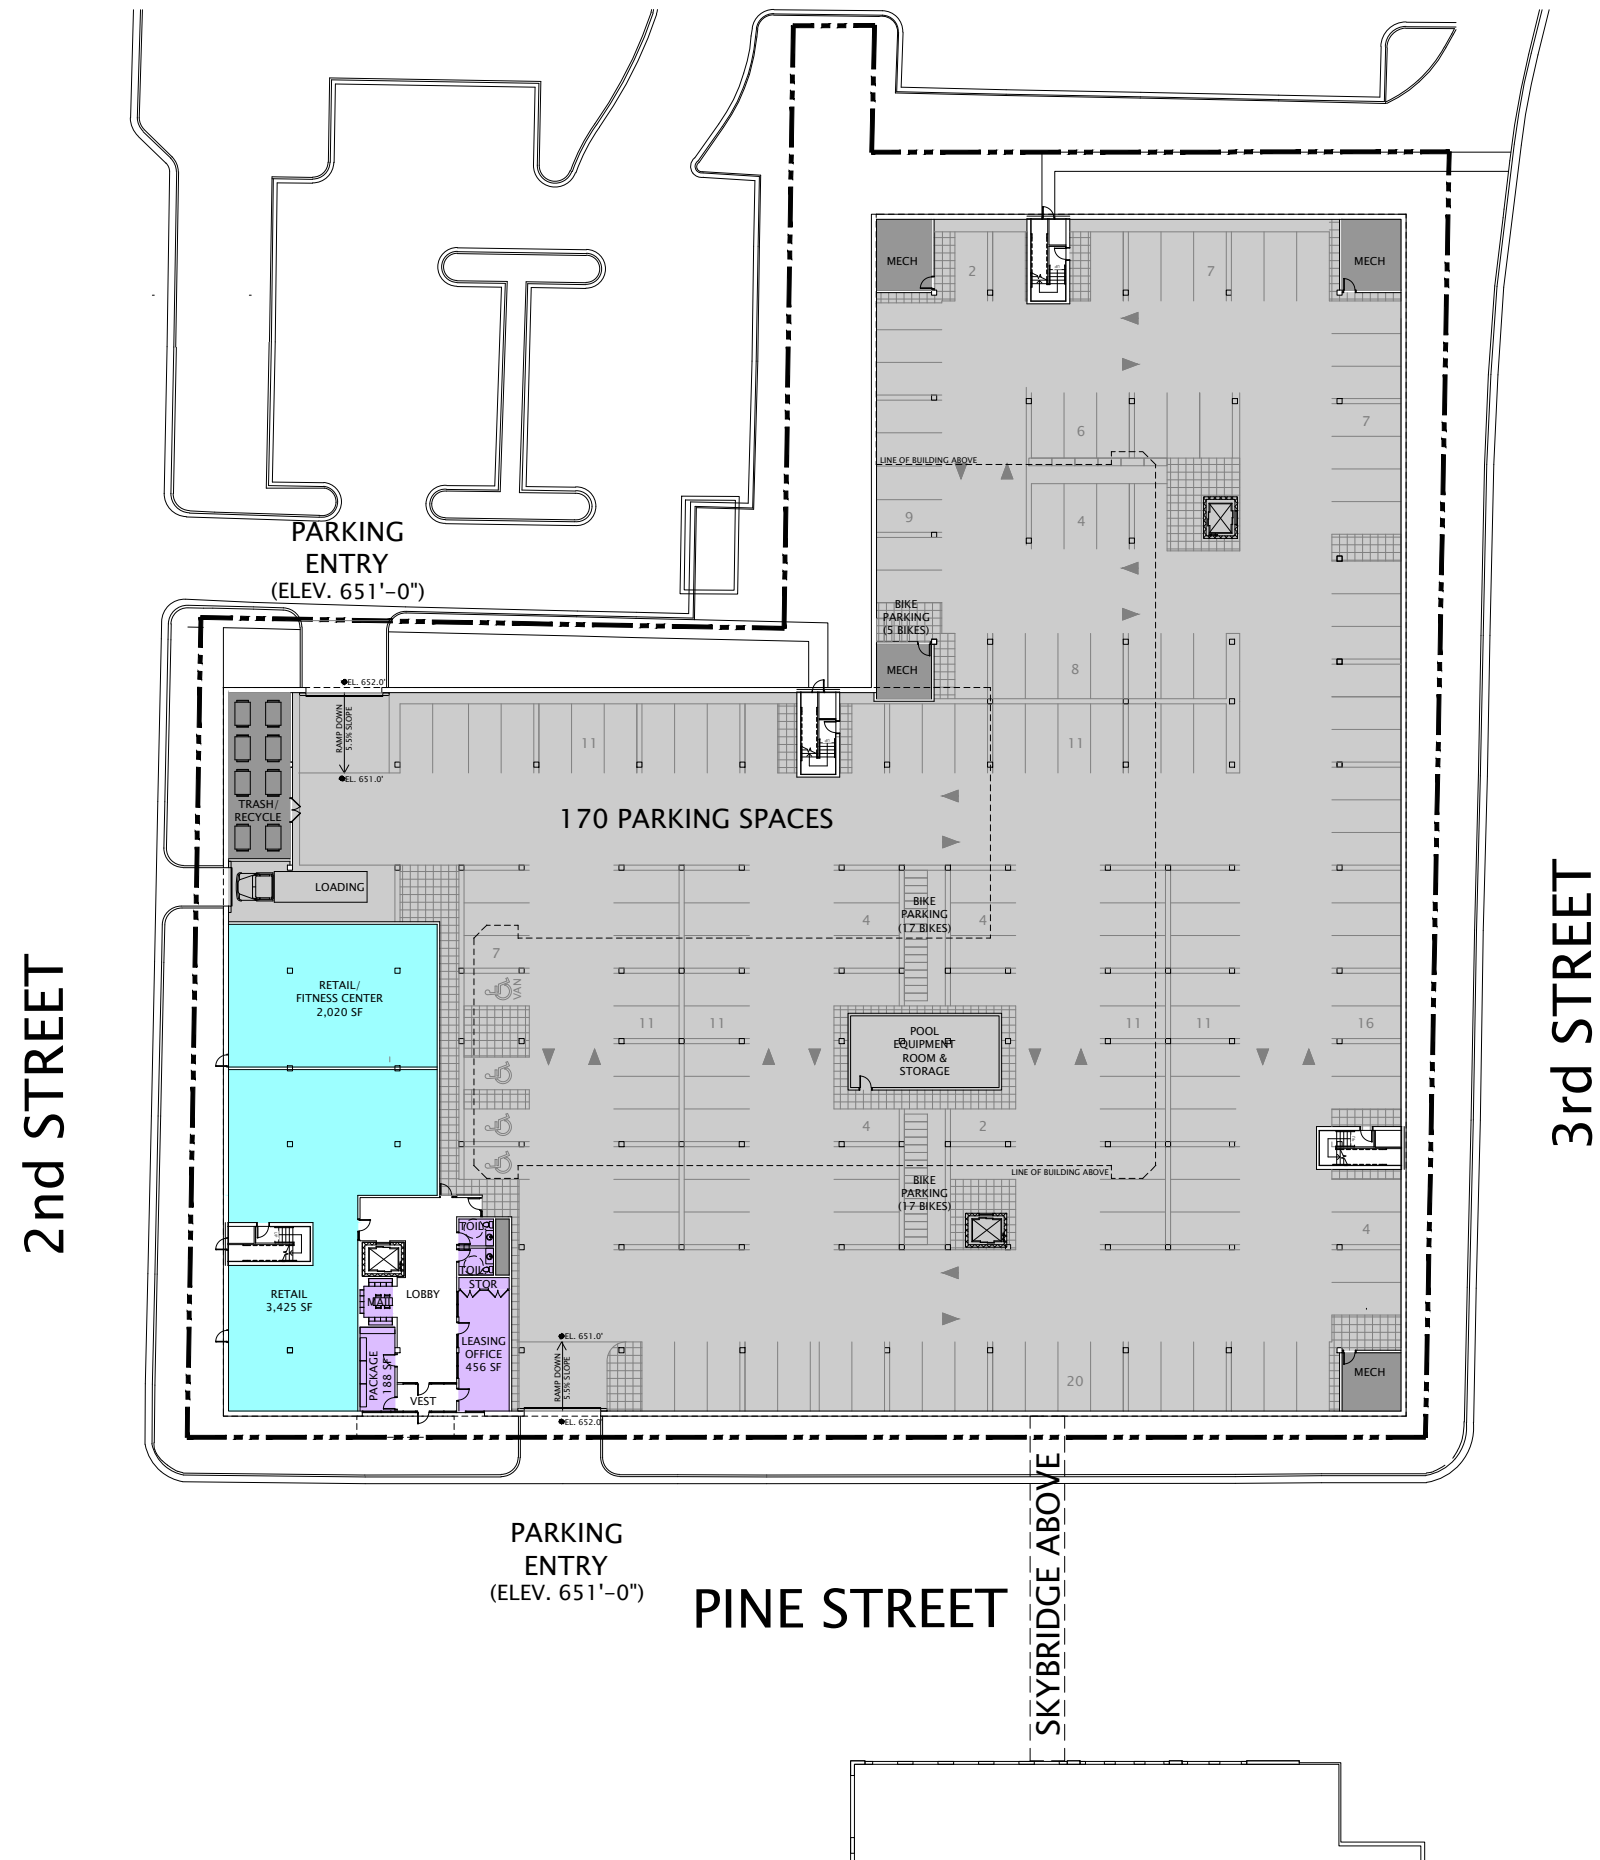 MECH
2
7
MECH
6
7
LINE OF BUILDING ABOVE
9
4
PARKING
ENTRY
(ELEV. 651'-0")
BIKE
PARKING
(5 BIKES)
MECH
8
EL. 652.0'
RAMP DOWN
5.5% SLOPE
EL. 651.0'
11
11
TRASH/
RECYCLE
170 PARKING SPACES
LOADING
BIKE
PARKING
(17 BIKES)
4
4
7
VAN
RETAIL/
FITNESS CENTER
2,020 SF
11
11
POOL
EQUIPMENT
ROOM &
STORAGE
11
11
16
2nd STREET
3rd STREET
4
2
LINE OF BUILDING ABOVE
BIKE
PARKING
(17 BIKES)
4
TOIL
TOIL
STOR
RETAIL
3,425 SF
MAIL
LOBBY
LEASING
OFFICE
456 SF
PACKAGE
188 SF
VEST
EL. 651.0'
RAMP DOWN
5.5% SLOPE
EL. 652.0'
20
MECH
PARKING
ENTRY
(ELEV. 651'-0")
PINE STREET
SKYBRIDGE ABOVE